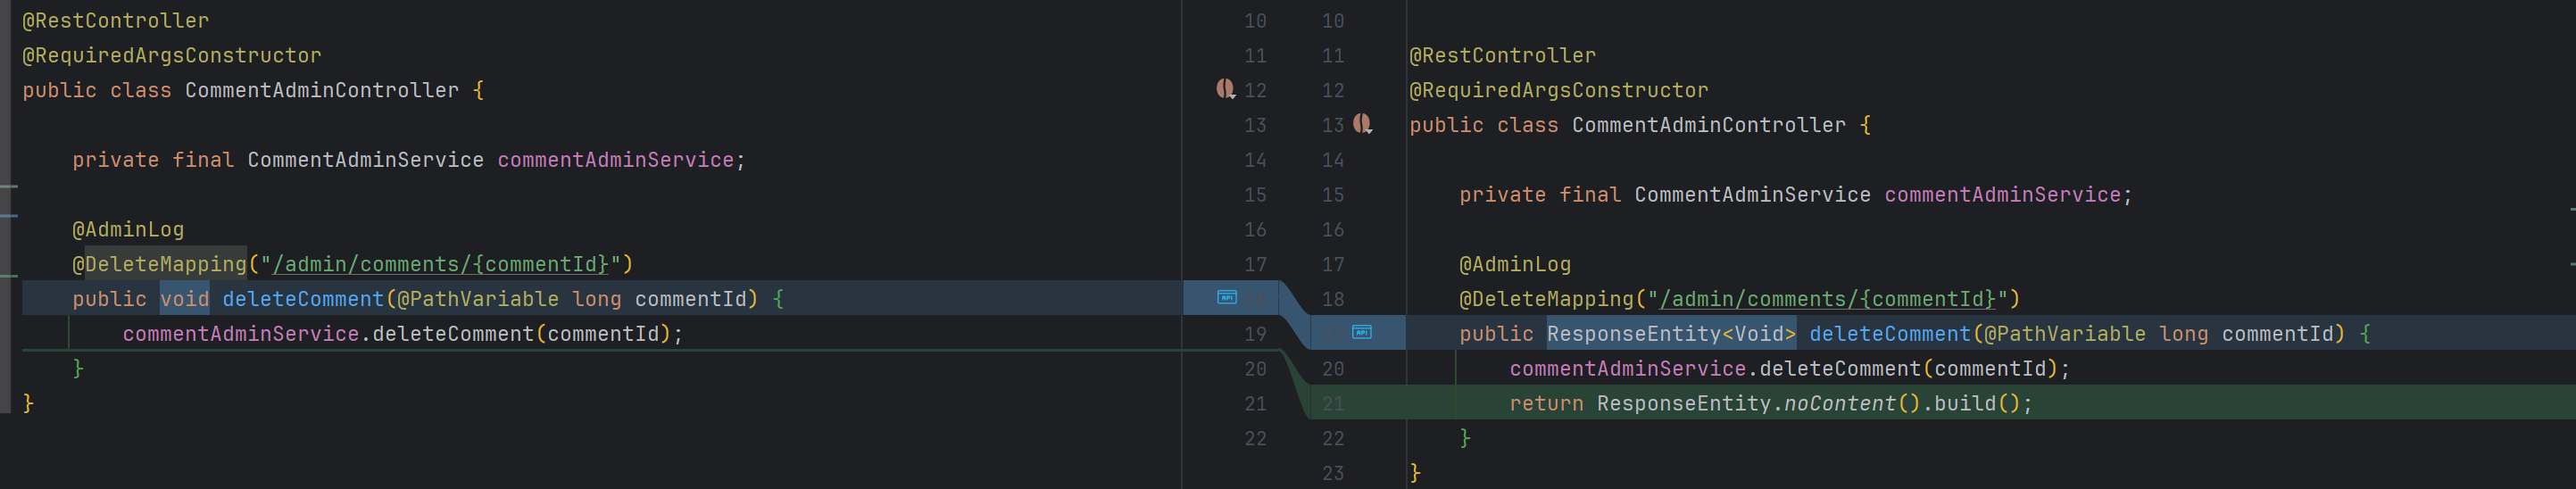 @RestController
@RequiredArgsConstructor
public class CommentAdminController {
private final CommentAdminService commentAdminService;
@AdminLog
@DeleteMapping("/admin/comments/{commentId}")
public void deleteComment(@PathVariable long commentId) {
commentAdminService.deleteComment(commentId);
}
}
10
11
12
13
14
15
16
17
API
19
20
21
22
10
11
12
13
14
15
16
17
18
API
20
21
22
23
@RestController
@RequiredArgsConstructor
public class CommentAdminController {
private final CommentAdminService commentAdminService;
@AdminLog
@DeleteMapping("/admin/comments/{commentId}")
public ResponseEntity<Void> deleteComment(@PathVariable long commentId) {
commentAdminService.deleteComment(commentId);
return ResponseEntity.noContent().build();
}
}